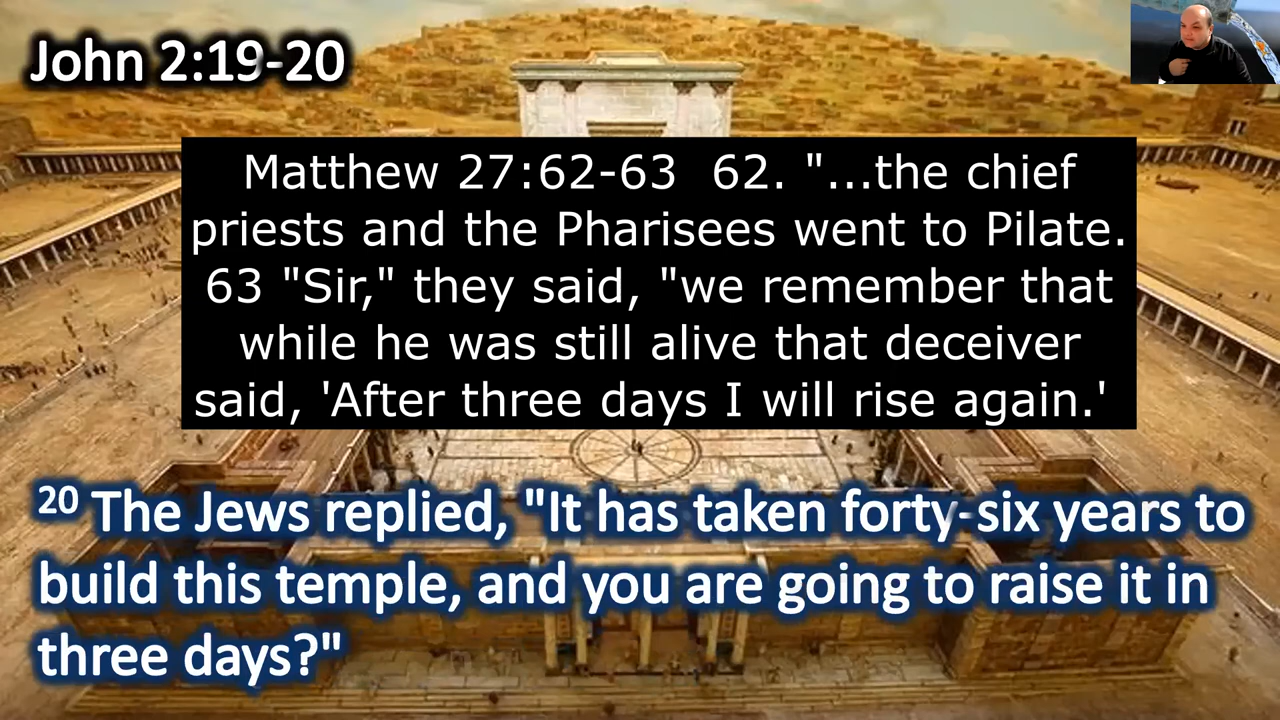 John 2:19-20
Matthew 27:62-63  62. "...the chief
priests and the Pharisees went to Pilate.
63 "Sir," they said, "we remember that
while he was still alive that deceiver
said, 'After three days I will rise again.'
20 The Jews replied, "It has taken forty-six years to
build this temple, and you are going to raise it in
three days?"